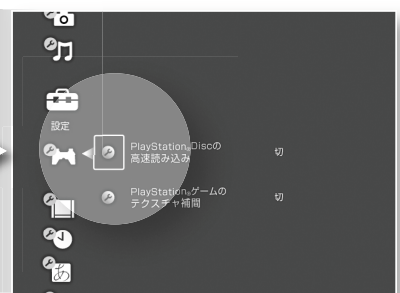 設定
PlayStation®Discの
高速読み込み
切
PlayStation®ゲームの
テクスチャ補間
切
あ